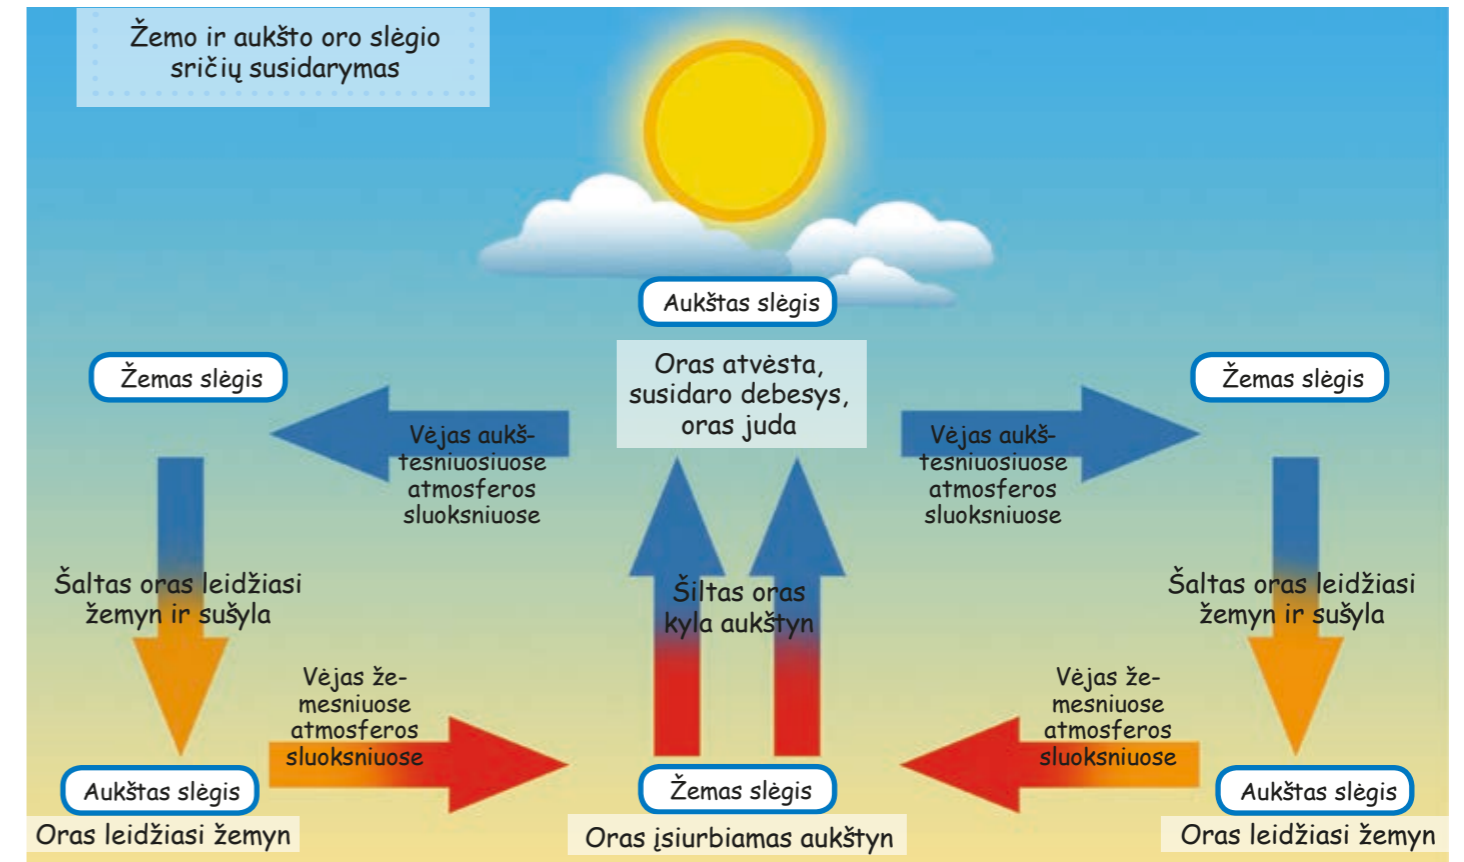 Žemo ir aukšto oro slėgio
sričių susidarymas
Aukštas slėgis
Žemas slėgis
Oras atvėsta,
susidaro debesys,
oras juda
Žemas slėgis
Vėjas aukš-
tesniuosiuose
atmosferos
sluoksniuose
Vėjas aukš-
tesniuosiuose
atmosferos
sluoksniuose
Šaltas oras leidžiasi
žemyn ir sušyla
Šiltas oras
kyla aukštyn
Šaltas oras leidžiasi
žemyn ir sušyla
Vėjas že-
mesniuose
atmosferos
sluoksniuose
Vėjas že-
mesniuose
atmosferos
sluoksniuose
Aukštas slėgis
Oras leidžiasi žemyn
Žemas slėgis
Oras įsiurbiamas aukštyn
Aukštas slėgis
Oras leidžiasi žemyn